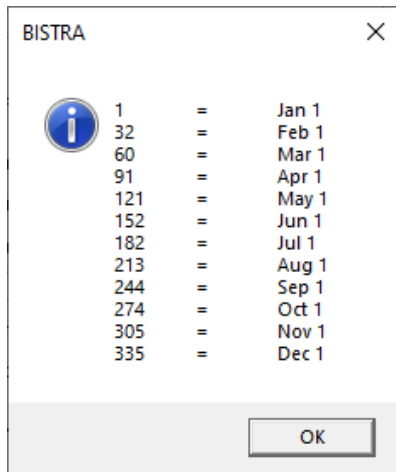 BISTRA
1 = Jan 1
32 = Feb 1
60 = Mar 1
91 = Apr 1
121 = May 1
152 = Jun 1
182 = Jul 1
213 = Aug 1
244 = Sep 1
274 = Oct 1
305 = Nov 1
335 = Dec 1
OK